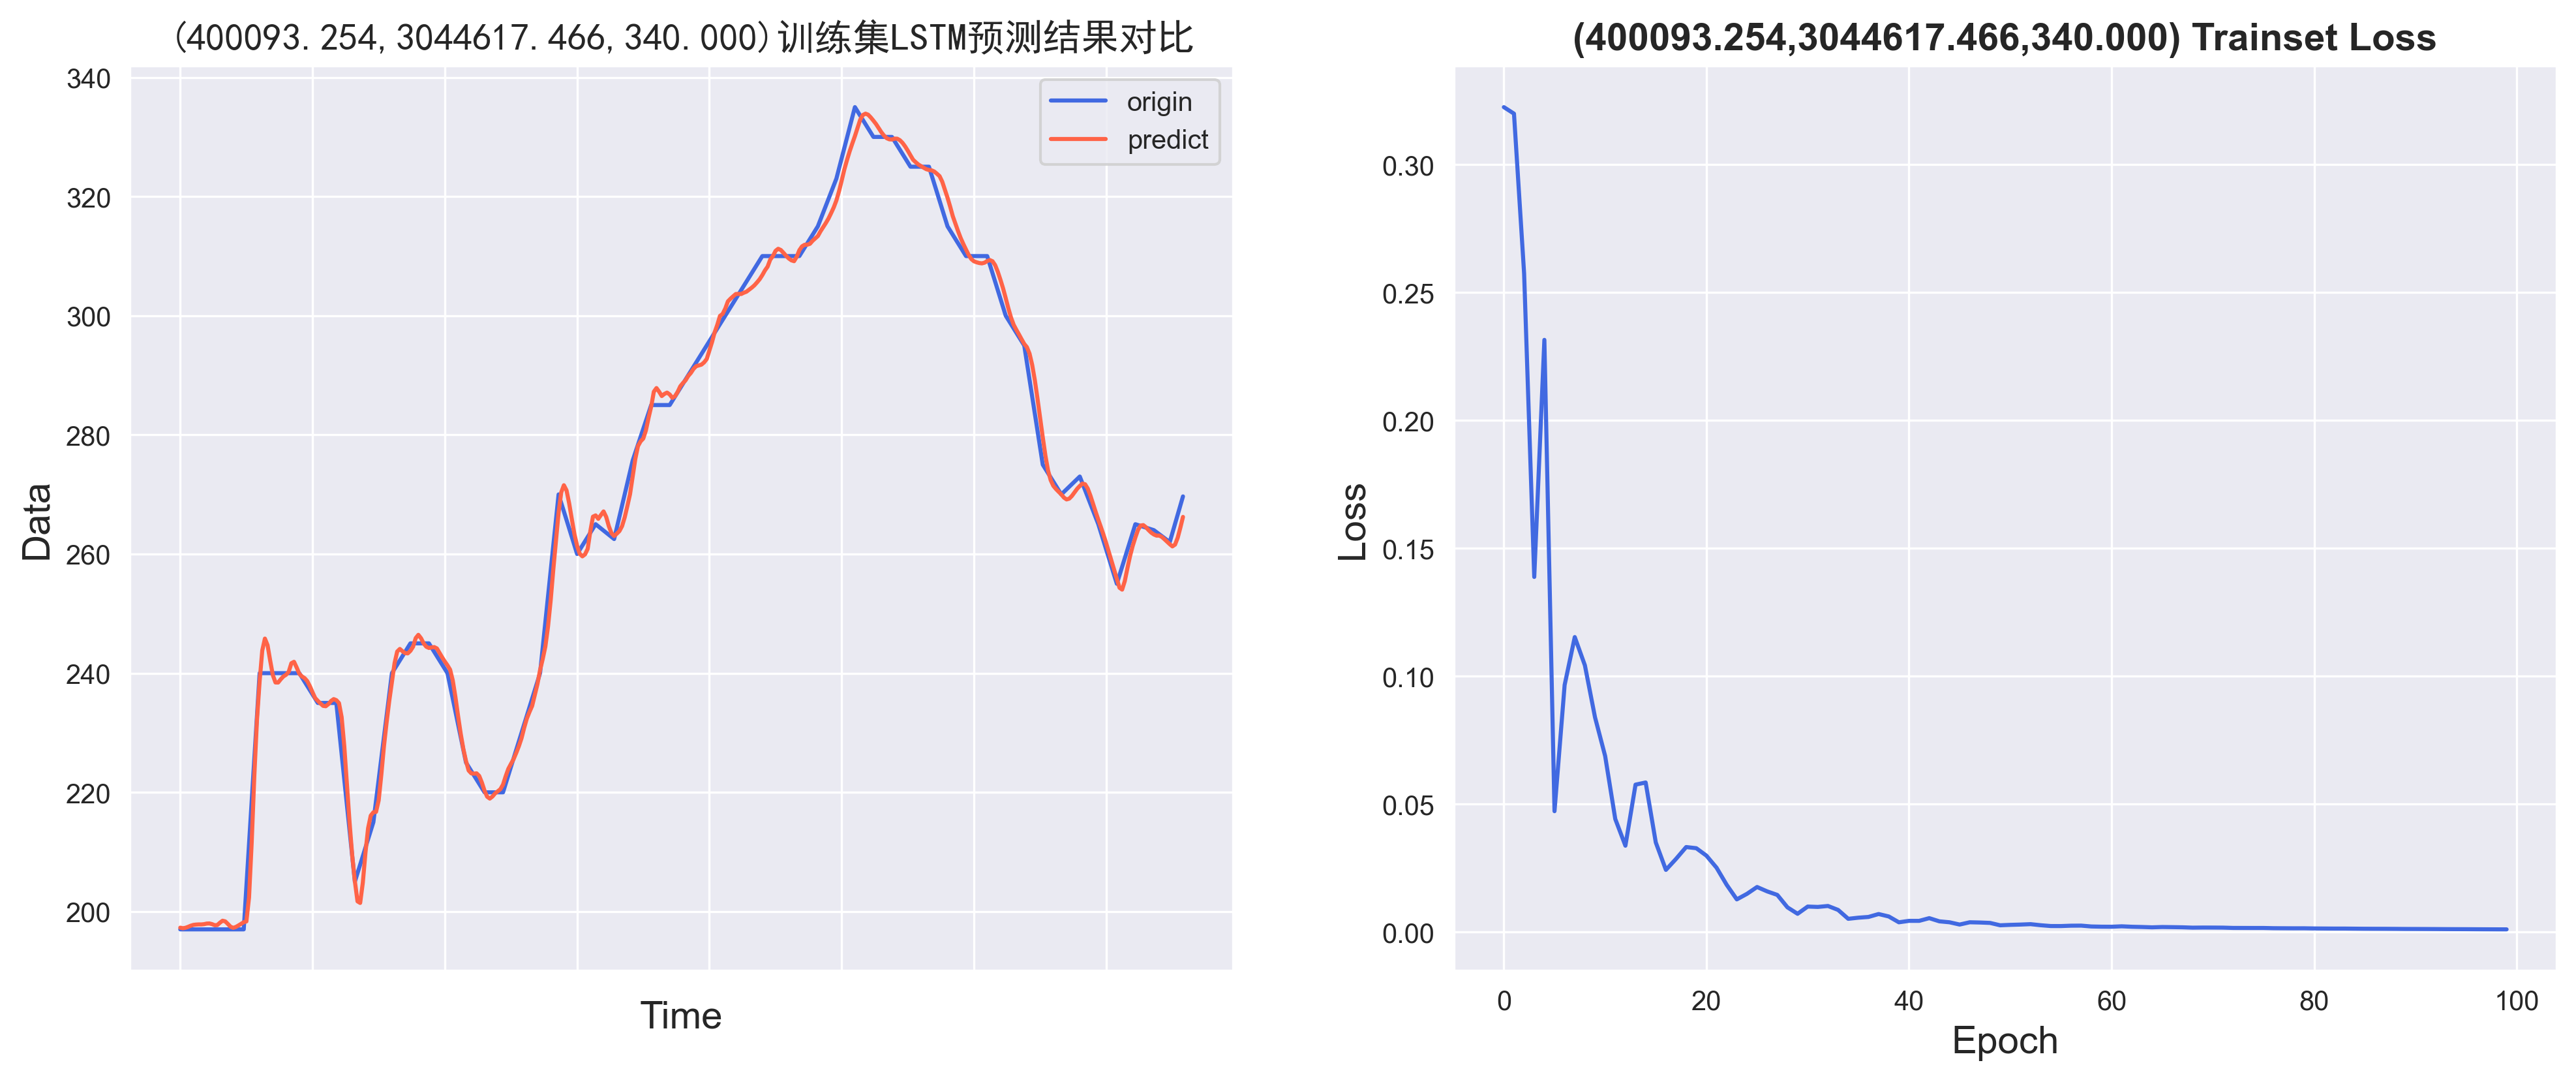 (400093.254,3044617.466,340.000)训练集LSTM预测结果对比
340
320
300
280
260
240
220
200
Data
Time
origin
predict
(400093.254,3044617.466,340.000) Trainset Loss
0.30
0.25
0.20
0.15
0.10
0.05
0.00
Loss
0 20 40 60 80 100
Epoch